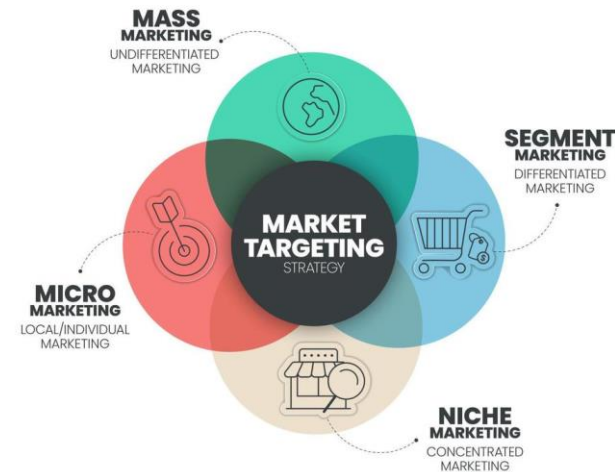 MASS
MARKETING
UNDIFFERENTIATED
MARKETING
SEGMENT
MARKETING
DIFFERENTIATED
MARKETING
MARKET
TARGETING
STRATEGY
MICRO
MARKETING
LOCAL/INDIVIDUAL
MARKETING
NICHE
MARKETING
CONCENTRATED
MARKETING
$